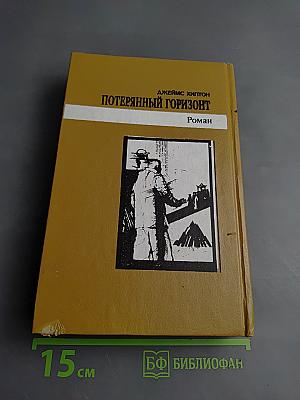 ДЖЕЙМС ХИЛТОН
ПОТЕРЯННЫЙ ГОРИЗОНТ
Роман
15 см
БФ БИБЛИОФАН